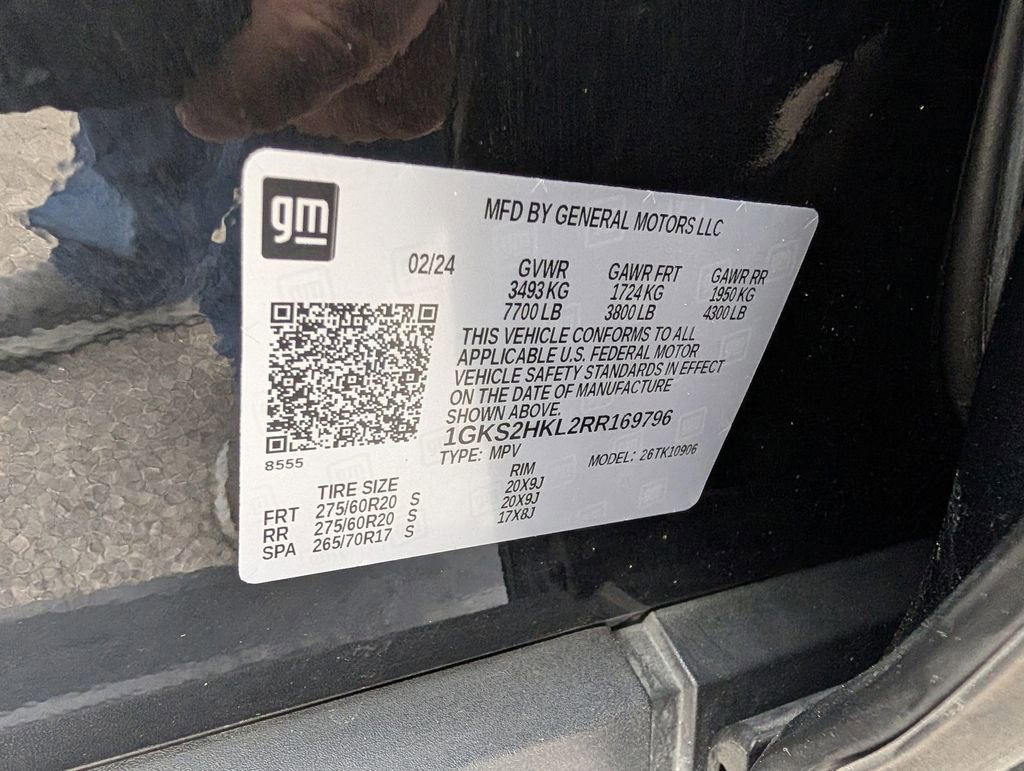 gm
MFD BY GENERAL MOTORS LLC
02/24 GVWR GAWR FRT GAWR RR
3493 KG 1724 KG 1950 KG
7700 LB 3800 LB 4300 LB
THIS VEHICLE CONFORMS TO ALL
APPLICABLE U.S. FEDERAL MOTOR
VEHICLE SAFETY STANDARDS IN EFFECT
ON THE DATE OF MANUFACTURE
SHOWN ABOVE.
1GKS2HKL2RR169796
8555
TYPE: MPV MODEL: 26TK10906
TIRE SIZE RIM
FRT 275/60R20 S 20X9J
RR 275/60R20 S 20X9J
SPA 265/70R17 S 17X8J